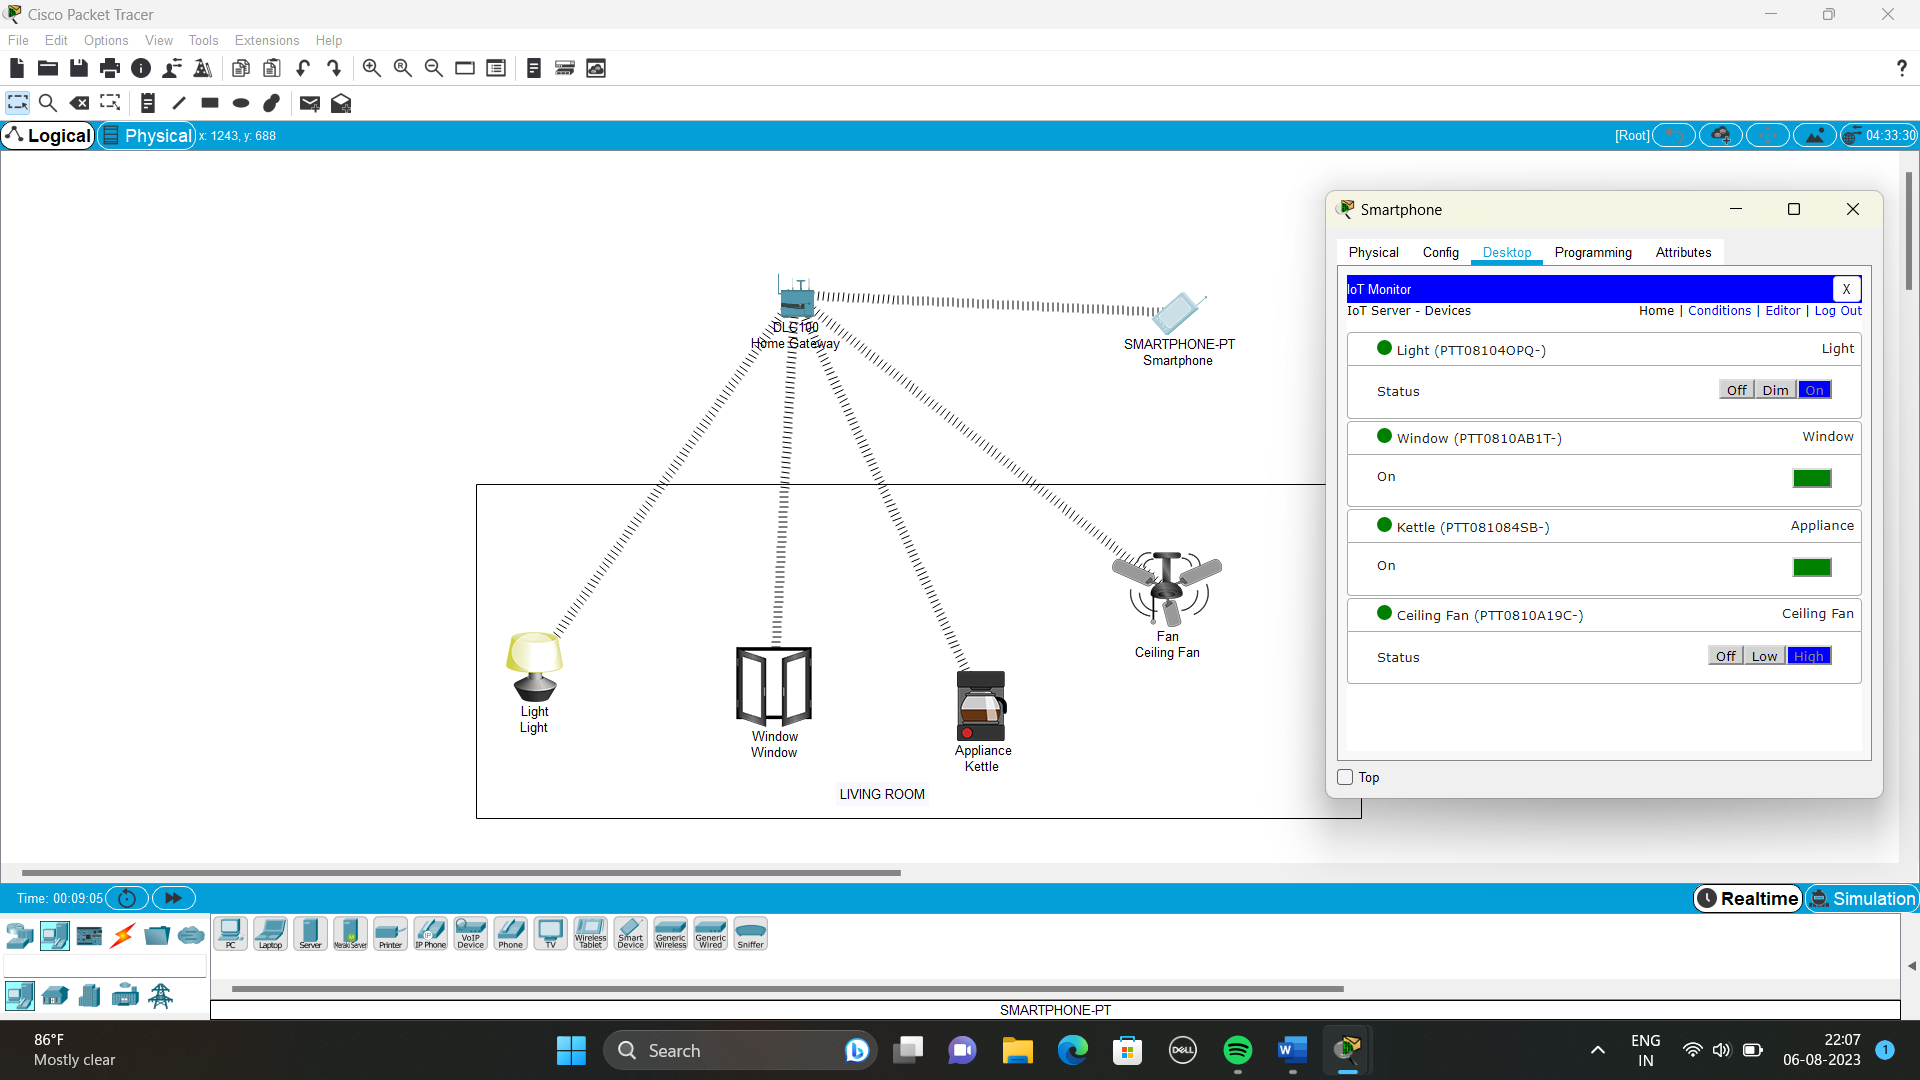 Cisco Packet Tracer
File Edit Options View Tools Extensions Help
?
Logical Physical x: 1243, y: 688 [Root] 04:33:30
DLC100
Home Gateway
SMARTPHONE-PT
Smartphone
Light
Light
Window
Window
Appliance
Kettle
Fan
Ceiling Fan
LIVING ROOM
Smartphone
Physical Config Desktop Programming Attributes
IoT Monitor X
IoT Server - Devices Home | Conditions | Editor | Log Out
Light (PTT08104OPQ-) Light
Status Off Dim On
Window (PTT0810AB1T-) Window
On
Kettle (PTT081084SB-) Appliance
On
Ceiling Fan (PTT0810A19C-) Ceiling Fan
Status Off Low High
Top
Time: 00:09:05 Realtime Simulation
PC Laptop Server Meraki Server Printer IP Phone VoIP Device Phone TV Wireless Tablet Smart Device Generic Wireless Generic Wired Sniffer
SMARTPHONE-PT
86°F
Mostly clear
Search
DELL
W
ENG
IN
22:07
06-08-2023
1